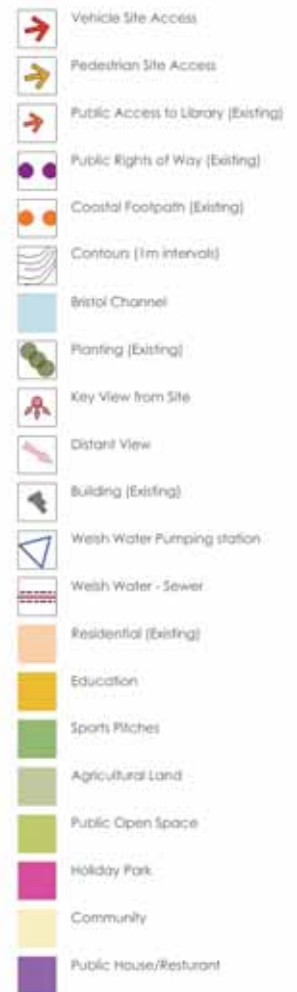 Vehicle Site Access
Pedestrian Site Access
Public Access to Library (Existing)
Public Rights of Way (Existing)
Coastal Footpath (Existing)
Contours (1m intervals)
Bristol Channel
Planting (Existing)
Key View from Site
Distant View
Building (Existing)
Welsh Water Pumping station
Welsh Water - Sewer
Residential (Existing)
Education
Sports Pitches
Agricultural Land
Public Open Space
Holiday Park
Community
Public House/Resturant